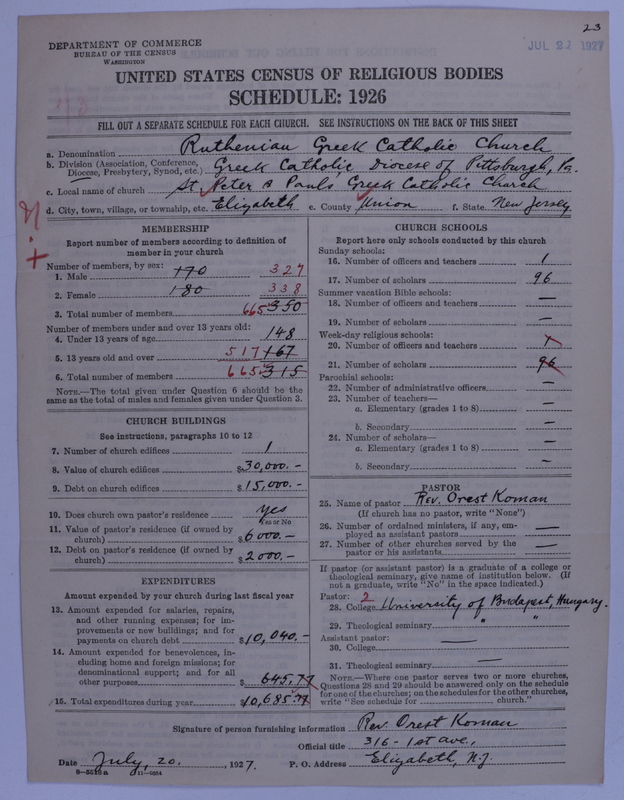 23
DEPARTMENT OF COMMERCE
BUREAU OF THE CENSUS
WASHINGTON
JUL 22 1927
UNITED STATES CENSUS OF RELIGIOUS BODIES
SCHEDULE: 1926
FILL OUT A SEPARATE SCHEDULE FOR EACH CHURCH. SEE INSTRUCTIONS ON THE BACK OF THIS SHEET
a. Denomination Ruthenian Greek Catholic Church
b. Division (Association, Conference, Diocese, Presbytery, Synod, etc.) Greek Catholic Diocese of Pittsburgh, Pa.
c. Local name of church St. Peter & Pauls Greek Catholic Church
d. City, town, village, or township, etc. Elizabeth e. County Union f. State New Jersey
MEMBERSHIP
Report number of members according to definition of
member in your church
Number of members, by sex:
1. Male 170 327
2. Female 180 338
3. Total number of members 665 350
Number of members under and over 13 years old:
4. Under 13 years of age 148
5. 13 years old and over 517 167
6. Total number of members 665 315
NOTE.—The total given under Question 6 should be the
same as the total of males and females given under Question 3.
CHURCH BUILDINGS
See instructions, paragraphs 10 to 12
7. Number of church edifices 1
8. Value of church edifices $30,000.-
9. Debt on church edifices $15,000.-
10. Does church own pastor's residence yes
Yes or No
11. Value of pastor's residence (if owned by
church) $6000.-
12. Debt on pastor's residence (if owned by
church) $2000.-
EXPENDITURES
Amount expended by your church during last fiscal year
13. Amount expended for salaries, repairs,
and other running expenses; for im-
provements or new buildings; and for
payments on church debt $10,040.-
14. Amount expended for benevolences, in-
cluding home and foreign missions; for
denominational support; and for all
other purposes $645.77
15. Total expenditures during year $10,685.77
CHURCH SCHOOLS
Report here only schools conducted by this church
Sunday schools:
16. Number of officers and teachers 1
17. Number of scholars 96
Summer vacation Bible schools:
18. Number of officers and teachers —
19. Number of scholars —
Week-day religious schools:
20. Number of officers and teachers 1
21. Number of scholars 96
Parochial schools:
22. Number of administrative officers —
23. Number of teachers—
a. Elementary (grades 1 to 8) —
b. Secondary —
24. Number of scholars—
a. Elementary (grades 1 to 8) —
b. Secondary —
PASTOR
25. Name of pastor Rev. Orest Koman
(If church has no pastor, write "None")
26. Number of ordained ministers, if any, em-
ployed as assistant pastors —
27. Number of other churches served by the
pastor or his assistants —
If pastor (or assistant pastor) is a graduate of a college or
theological seminary, give name of institution below. (If
not a graduate, write "No" in the space indicated.)
Pastor: 2
28. College University of Budapest, Hungary.
29. Theological seminary " "
Assistant pastor: —
30. College
31. Theological seminary —
NOTE.—Where one pastor serves two or more churches,
Questions 28 and 29 should be answered only on the schedule
for one of the churches; on the schedules for the other churches,
write "See schedule for church."
Signature of person furnishing information Rev. Orest Koman
Official title 316 - 1st ave,
Date July, 20. , 1927. P. O. Address Elizabeth, N.J.
11—9954